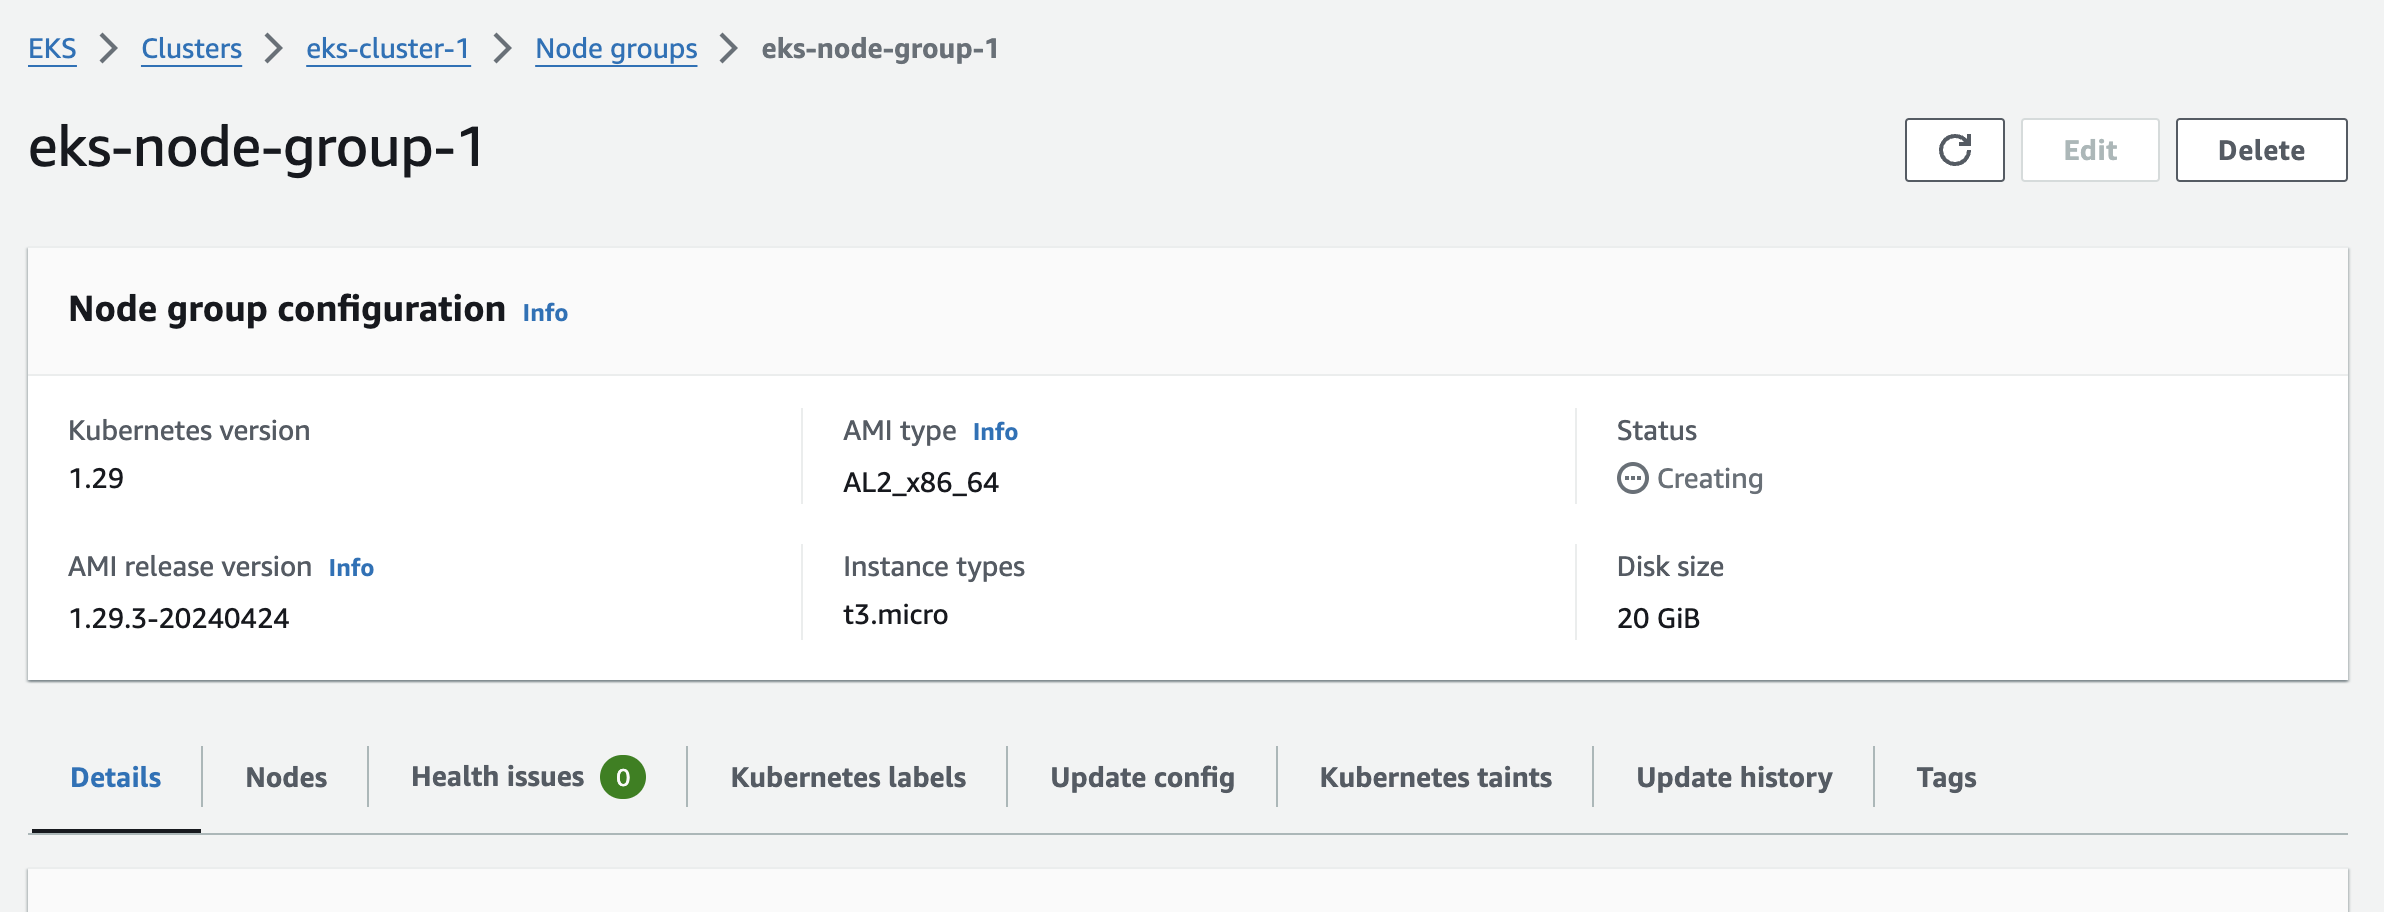 EKS > Clusters > eks-cluster-1 > Node groups > eks-node-group-1
eks-node-group-1
Edit
Delete
Node group configuration Info
Kubernetes version
1.29
AMI type Info
AL2_x86_64
Status
Creating
AMI release version Info
1.29.3-20240424
Instance types
t3.micro
Disk size
20 GiB
Details Nodes Health issues 0 Kubernetes labels Update config Kubernetes taints Update history Tags